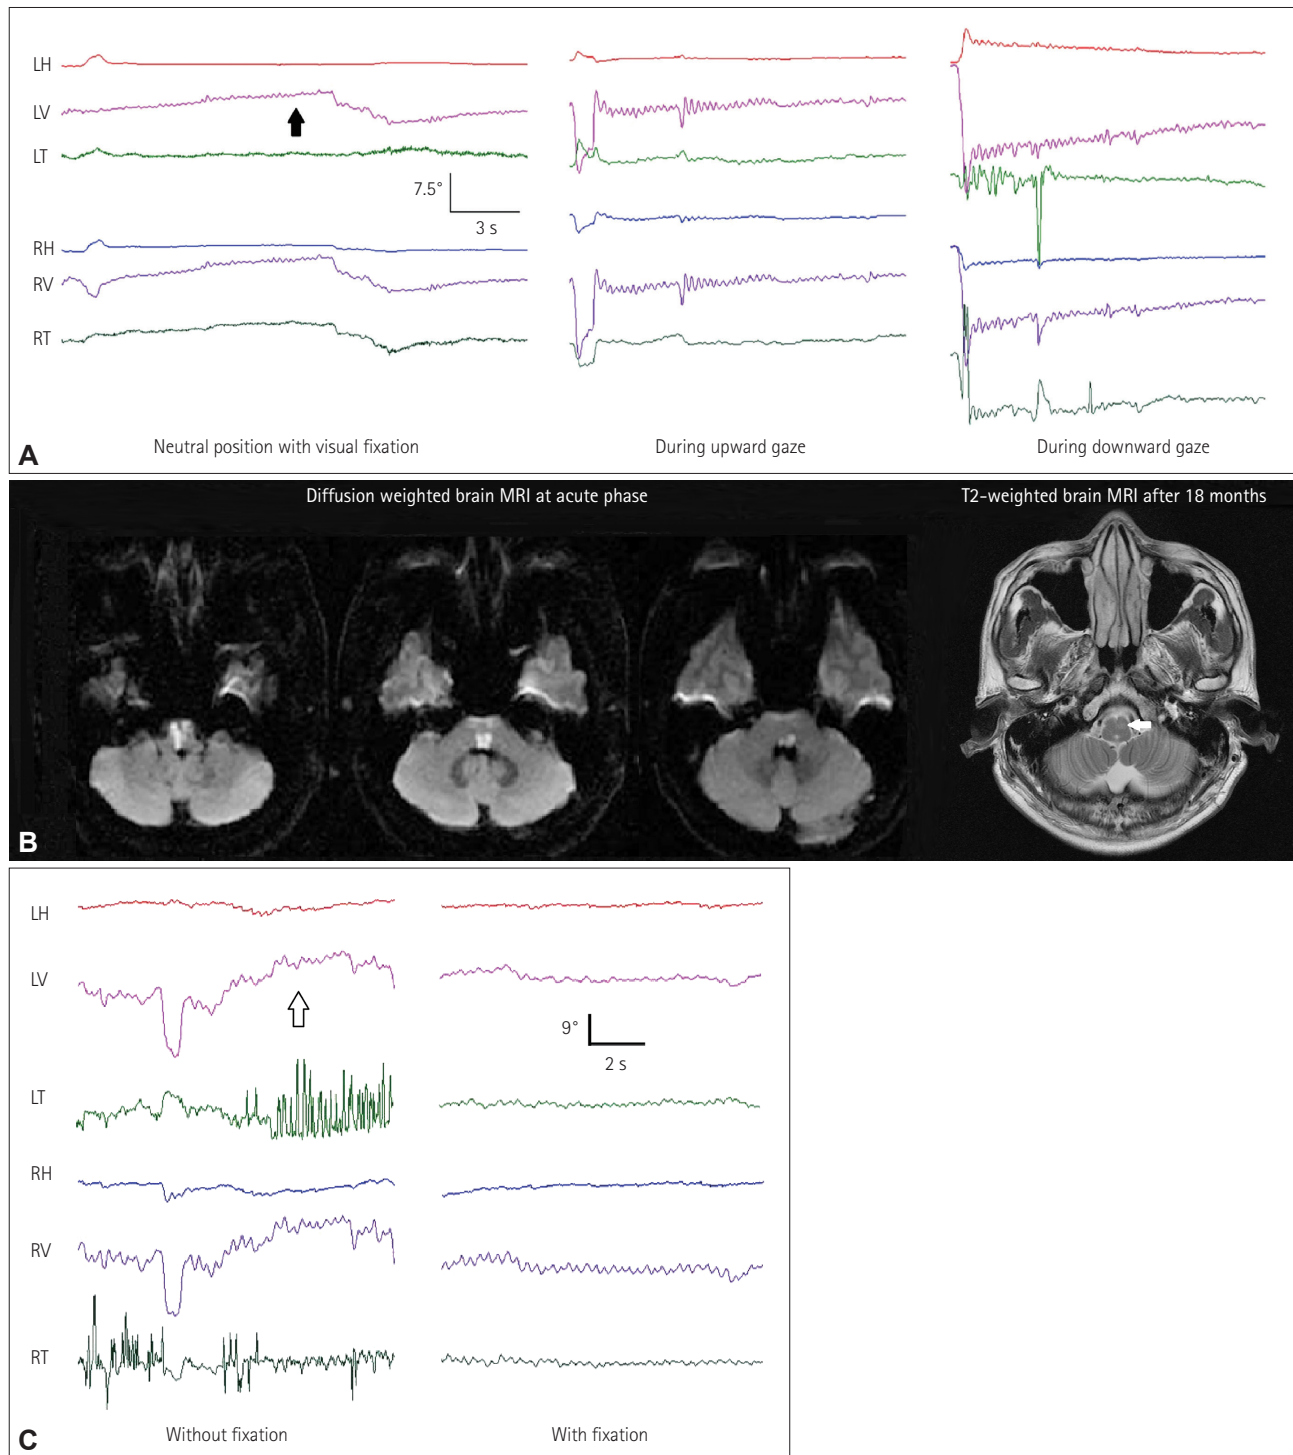 LH
LV
LT
7.5°
3 s
RH
RV
RT
Neutral position with visual fixation
During upward gaze
During downward gaze
A
Diffusion weighted brain MRI at acute phase
T2-weighted brain MRI after 18 months
B
LH
LV
9°
2 s
LT
RH
RV
RT
Without fixation
With fixation
C